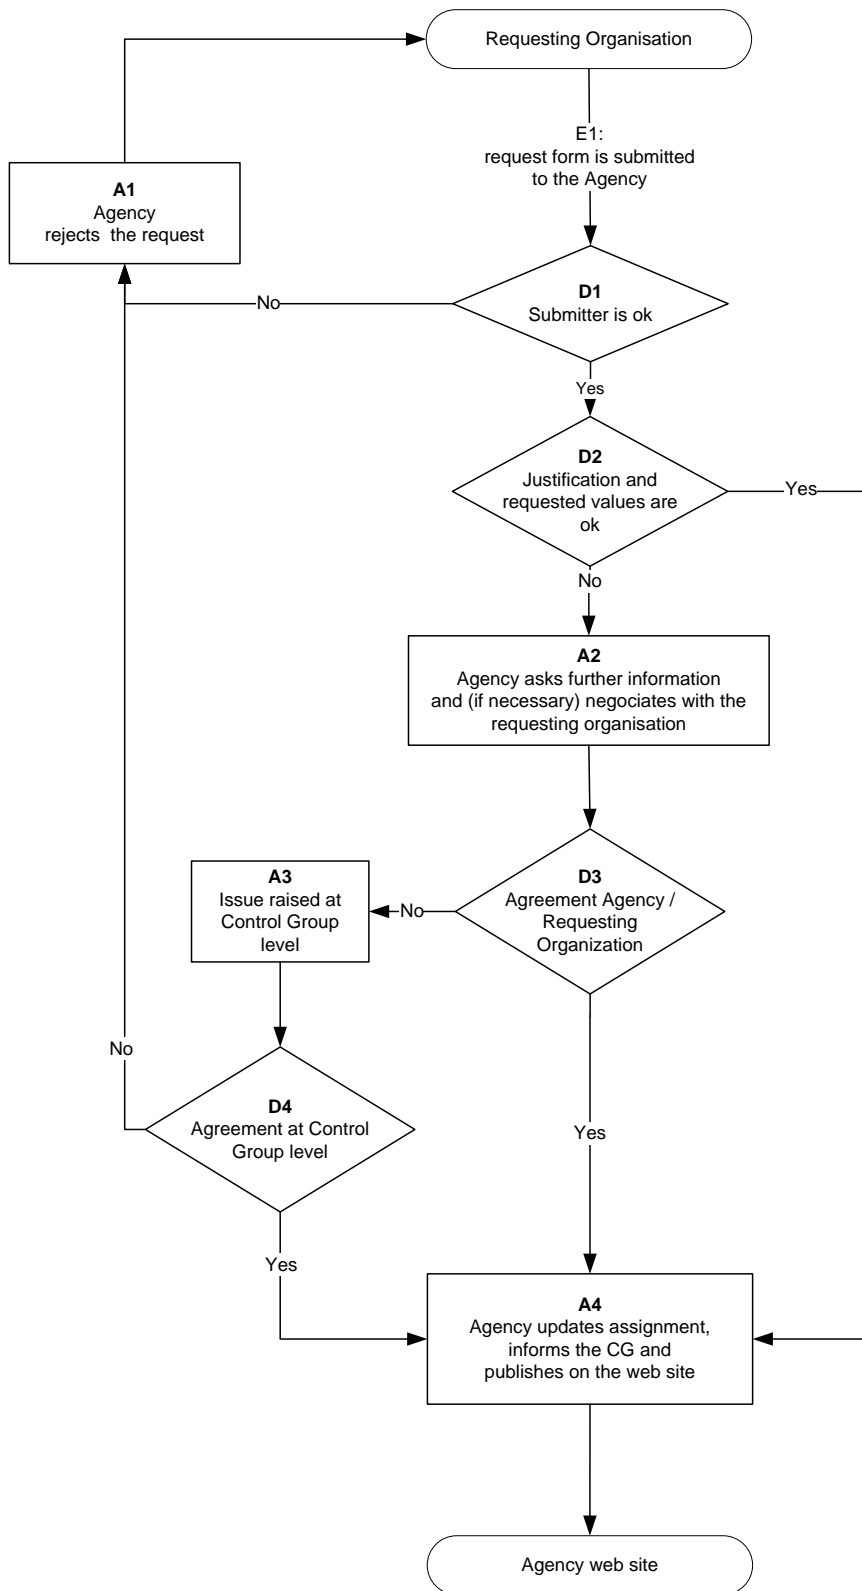 Requesting Organisation
E1:
request form is submitted
to the Agency
A1
Agency
rejects the request
No
D1
Submitter is ok
Yes
D2
Justification and
requested values are
ok
Yes
No
A2
Agency asks further information
and (if necessary) negociates with the
requesting organisation
A3
Issue raised at
Control Group
level
No
D3
Agreement Agency /
Requesting
Organization
No
D4
Agreement at Control
Group level
Yes
Yes
A4
Agency updates assignment,
informs the CG and
publishes on the web site
Agency web site